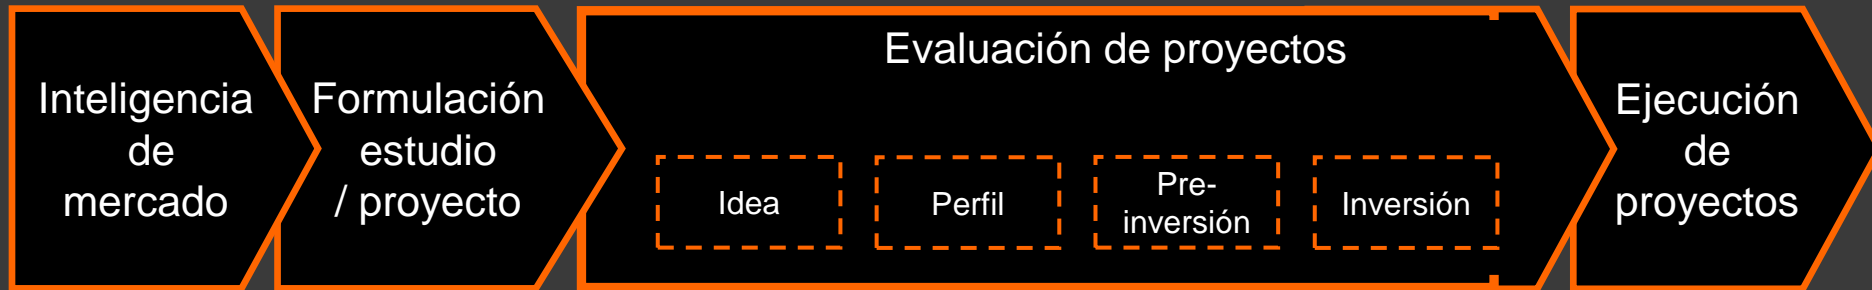 Inteligencia
de
mercado
Formulación
estudio
/ proyecto
Evaluación de proyectos
Idea
Perfil
Pre-
inversión
Inversión
Ejecución
de
proyectos